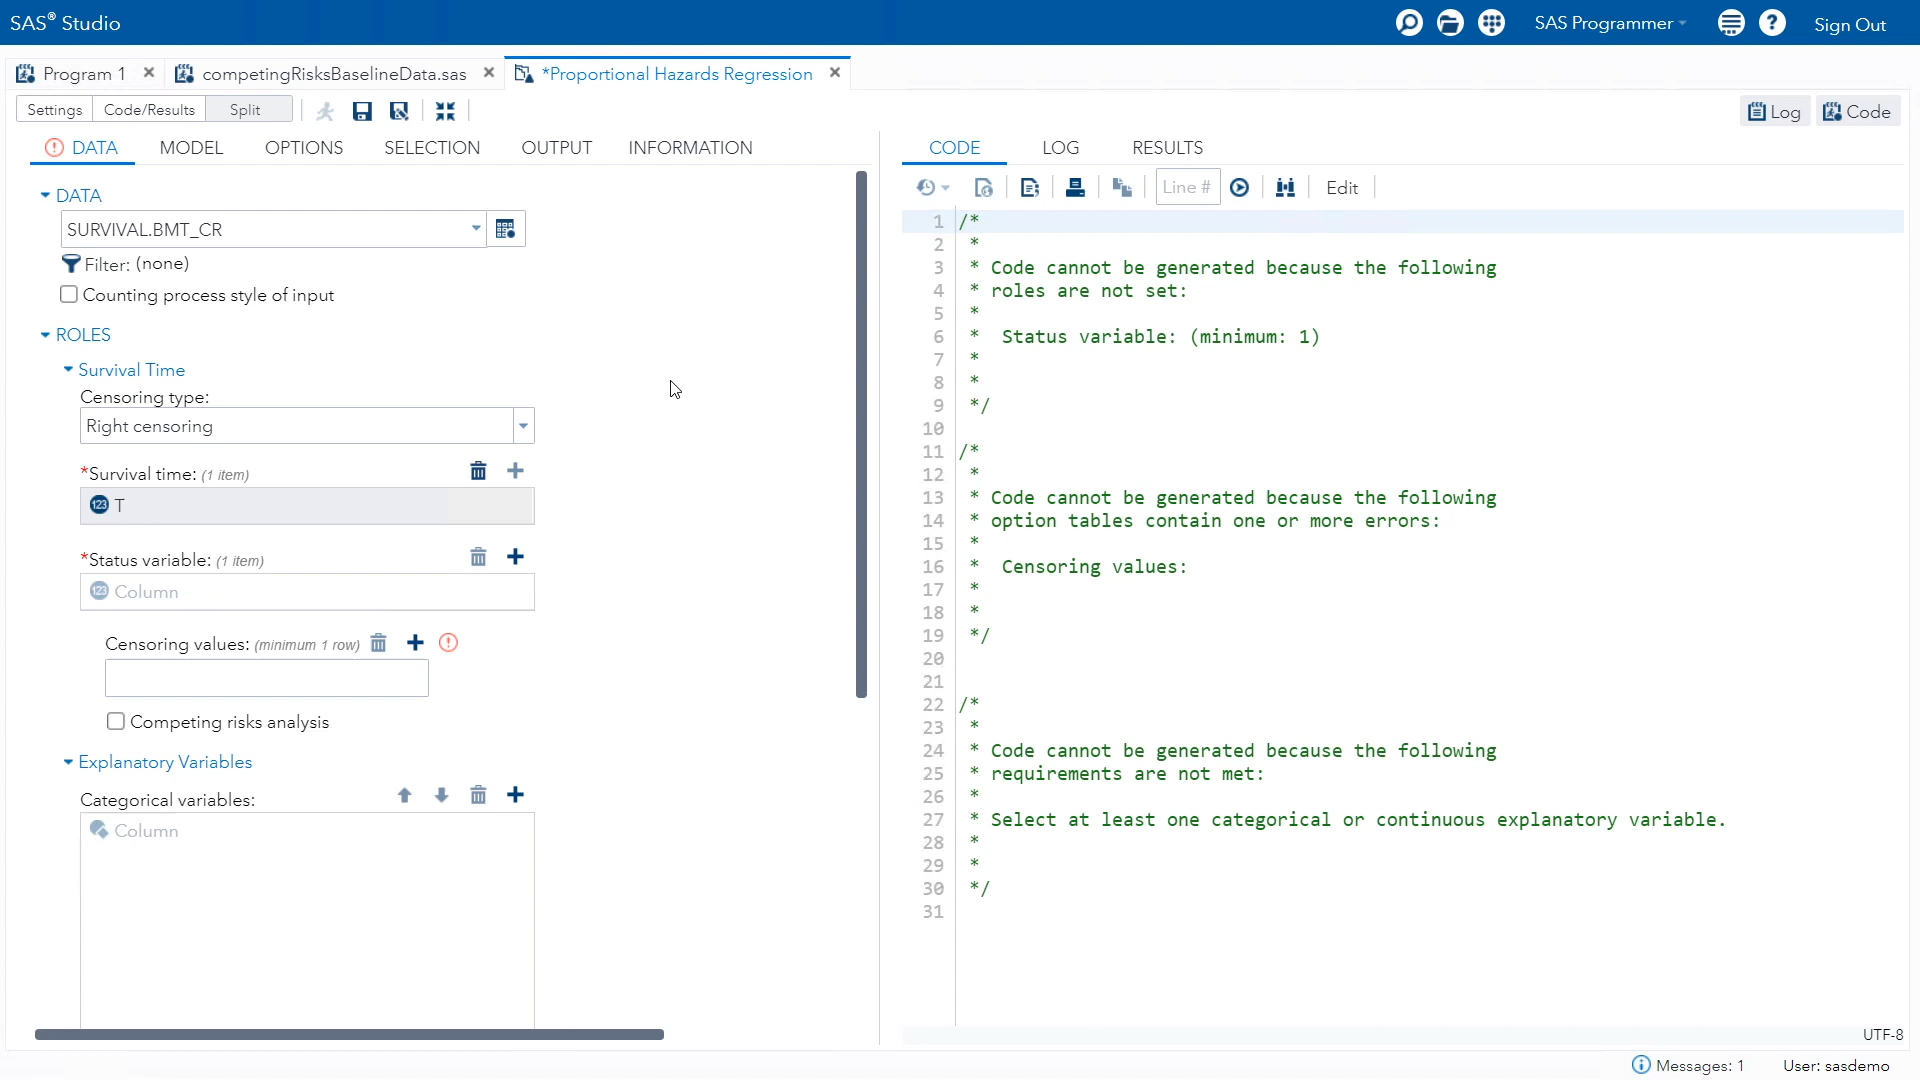 SAS® Studio
SAS Programmer
Sign Out
Program 1
competingRisksBaselineData.sas
*Proportional Hazards Regression
Settings
Code/Results
Split
Log
Code
DATA
MODEL
OPTIONS
SELECTION
OUTPUT
INFORMATION
CODE
LOG
RESULTS
Line #
Edit
DATA
SURVIVAL.BMT_CR
Filter: (none)
Counting process style of input
ROLES
Survival Time
Censoring type:
Right censoring
*Survival time: (1 item)
123 T
*Status variable: (1 item)
123 Column
Censoring values: (minimum 1 row)
Competing risks analysis
Explanatory Variables
Categorical variables:
Column
1 /*
2 *
3 * Code cannot be generated because the following
4 * roles are not set:
5 *
6 * Status variable: (minimum: 1)
7 *
8 *
9 */
10
11 /*
12 *
13 * Code cannot be generated because the following
14 * option tables contain one or more errors:
15 *
16 * Censoring values:
17 *
18 *
19 */
20
21
22 /*
23 *
24 * Code cannot be generated because the following
25 * requirements are not met:
26 *
27 * Select at least one categorical or continuous explanatory variable.
28 *
29 *
30 */
31
UTF-8
Messages: 1
User: sasdemo